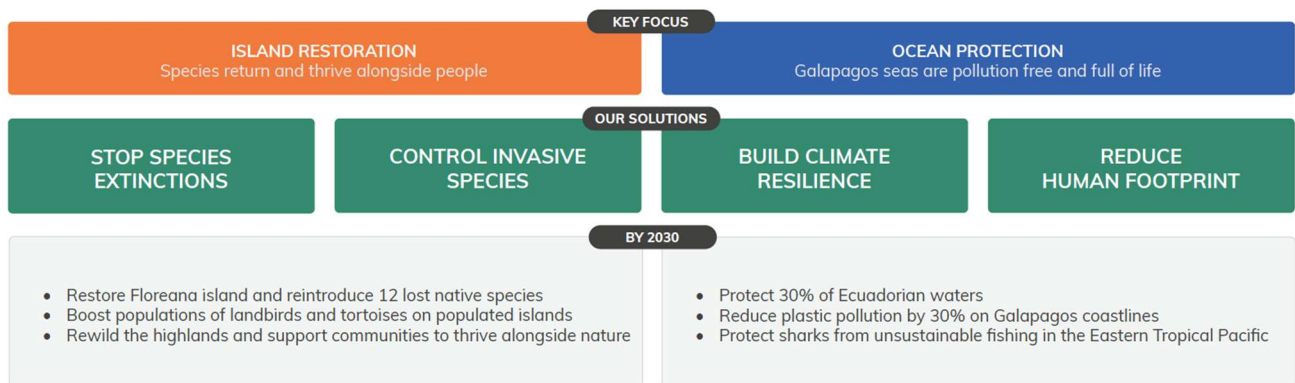 KEY FOCUS
ISLAND RESTORATION
Species return and thrive alongside people
OCEAN PROTECTION
Galapagos seas are pollution free and full of life
OUR SOLUTIONS
STOP SPECIES
EXTINCTIONS
CONTROL INVASIVE
SPECIES
BUILD CLIMATE
RESILIENCE
REDUCE
HUMAN FOOTPRINT
BY 2030
• Restore Floreana island and reintroduce 12 lost native species
• Boost populations of landbirds and tortoises on populated islands
• Rewild the highlands and support communities to thrive alongside nature
• Protect 30% of Ecuadorian waters
• Reduce plastic pollution by 30% on Galapagos coastlines
• Protect sharks from unsustainable fishing in the Eastern Tropical Pacific